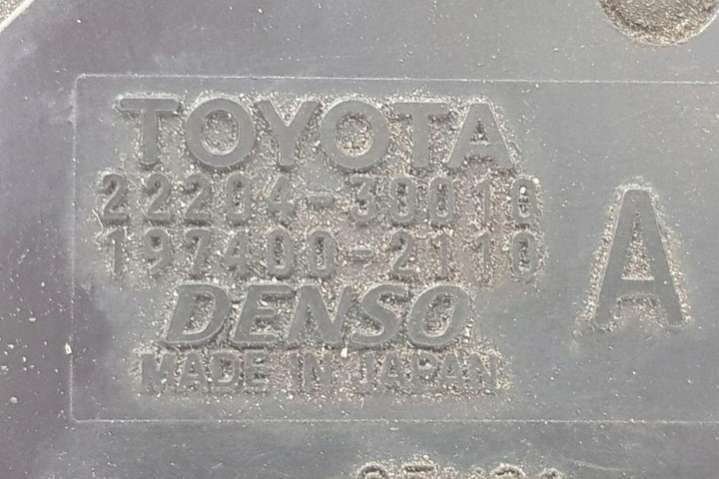 TOYOTA
22204-30010
197400-2110
DENSO
MADE IN JAPAN
A